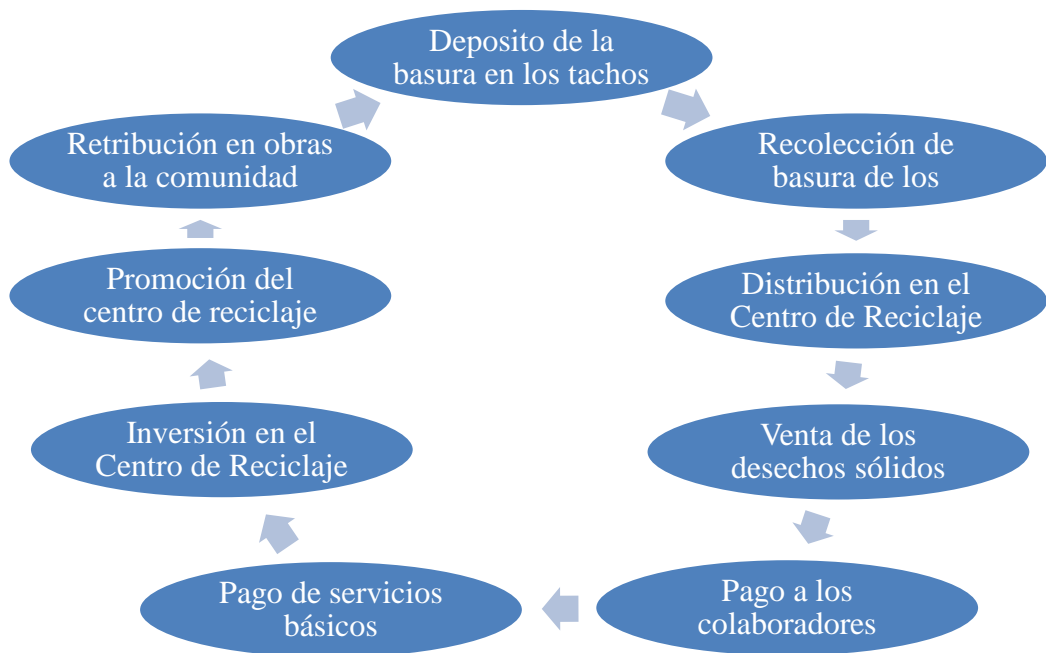 Deposito de la
basura en los tachos
Recolección de
basura de los
Distribución en el
Centro de Reciclaje
Venta de los
desechos sólidos
Pago a los
colaboradores
Pago de servicios
básicos
Inversión en el
Centro de Reciclaje
Promoción del
centro de reciclaje
Retribución en obras
a la comunidad